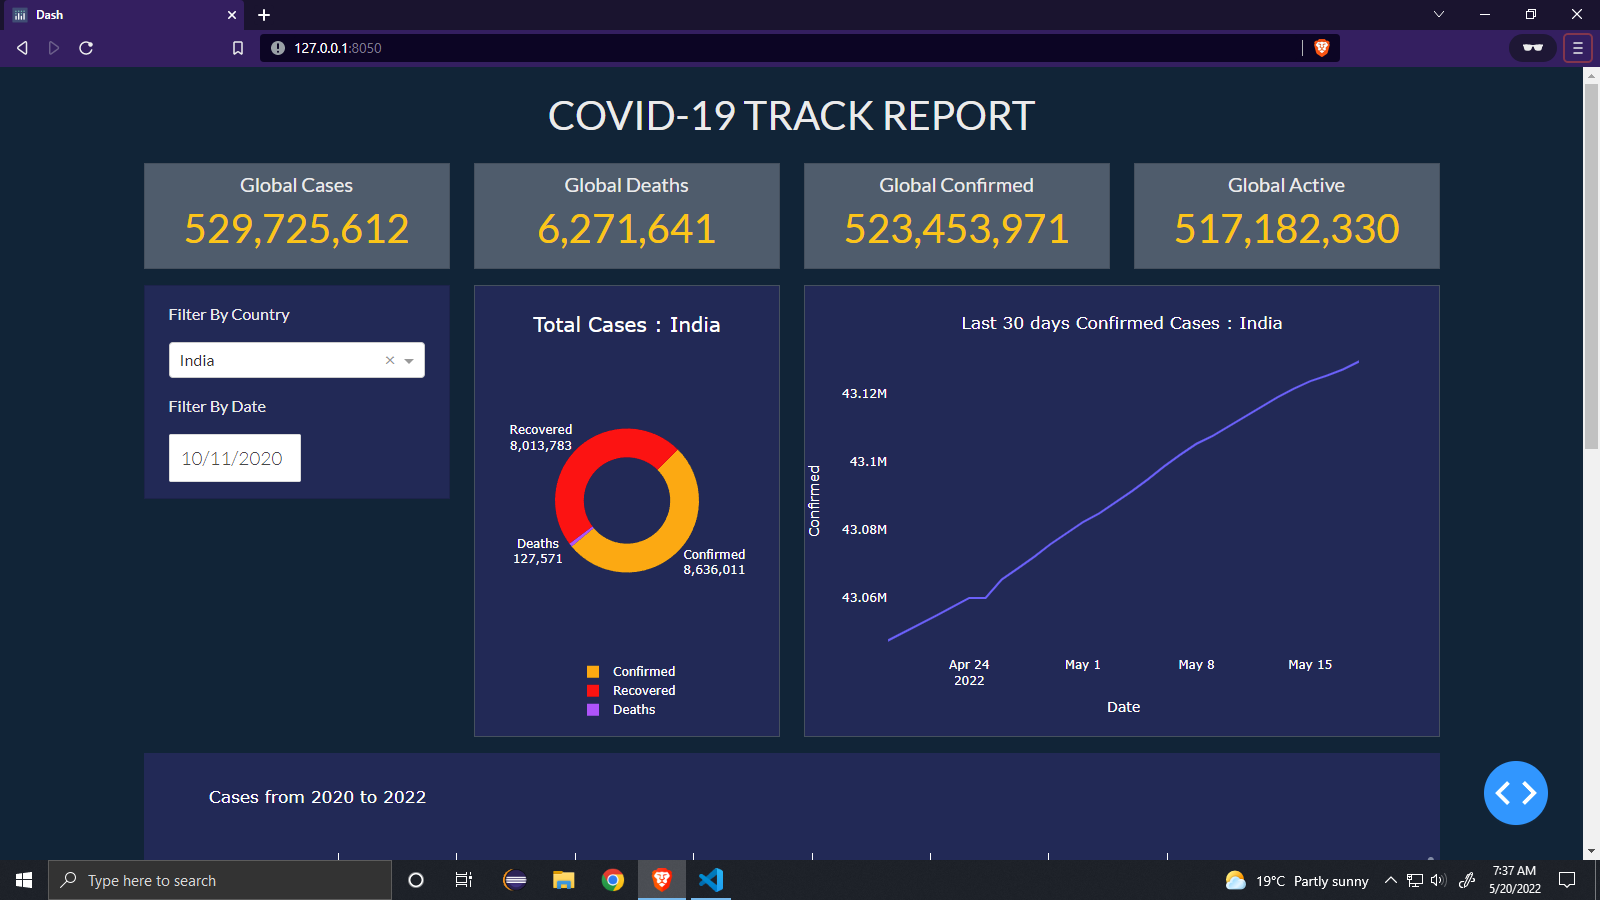 Dash
127.0.0.1:8050
COVID-19 TRACK REPORT
Global Cases
529,725,612
Global Deaths
6,271,641
Global Confirmed
523,453,971
Global Active
517,182,330
Filter By Country
India
Filter By Date
10/11/2020
Total Cases : India
Recovered
8,013,783
Deaths
127,571
Confirmed
8,636,011
Confirmed
Recovered
Deaths
Last 30 days Confirmed Cases : India
43.12M
43.1M
43.08M
43.06M
Confirmed
Apr 24
2022
May 1
May 8
May 15
Date
Cases from 2020 to 2022
Type here to search
19°C Partly sunny
7:37 AM
5/20/2022